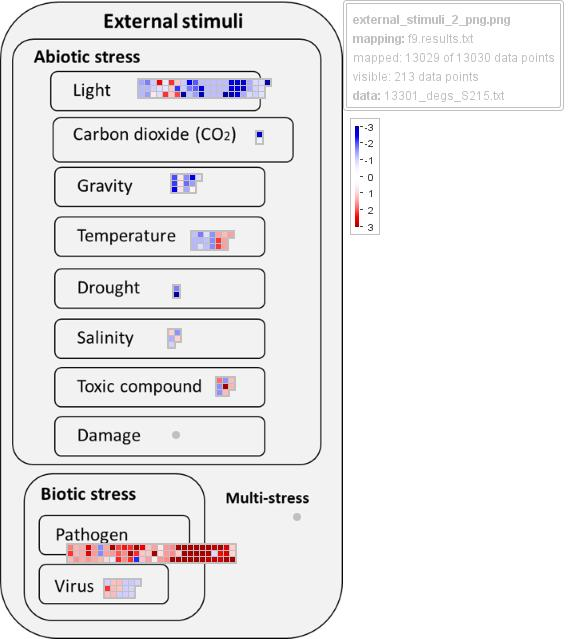 External stimuli
Abiotic stress
Light
Carbon dioxide (CO2)
Gravity
Temperature
Drought
Salinity
Toxic compound
Damage
Biotic stress
Pathogen
Virus
Multi-stress
external_stimuli_2_png.png
mapping: f9.results.txt
mapped: 13029 of 13030 data points
visible: 213 data points
data: 13301_degs_S215.txt
-3
-2
-1
0
1
2
3